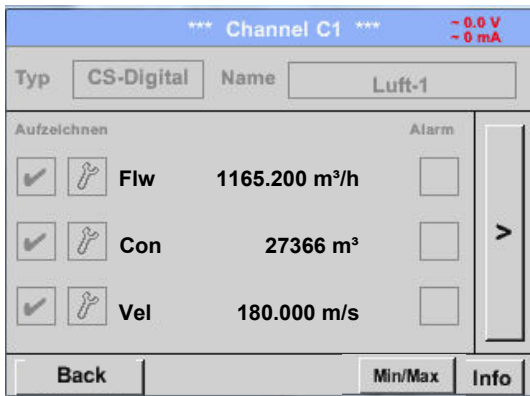 *** Channel C1 ***
~ 0.0 V
~ 0 mA
Typ CS-Digital Name Luft-1
Aufzeichnen Alarm
Flw 1165.200 m³/h
Con 27366 m³
>
Vel 180.000 m/s
Back Min/Max Info